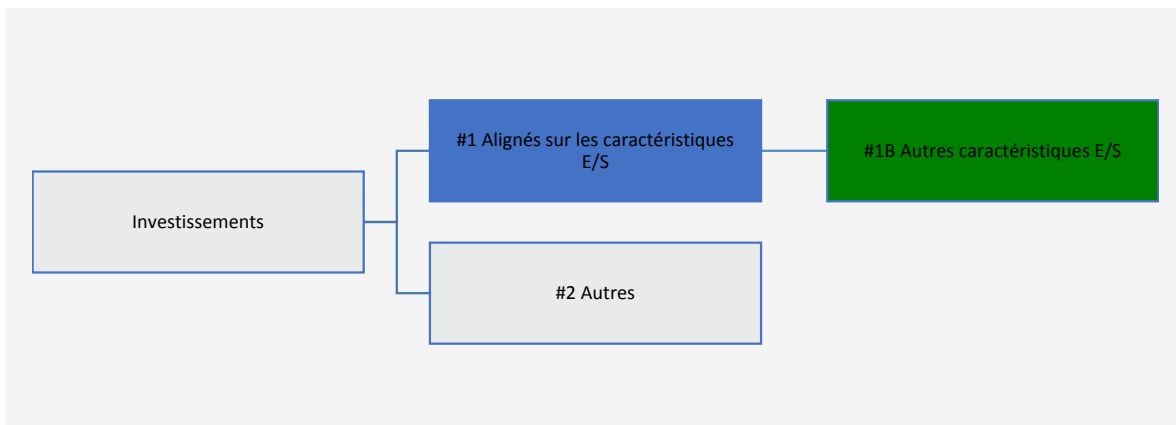 #1 Alignés sur les caractéristiques
E/S
#1B Autres caractéristiques E/S
Investissements
#2 Autres